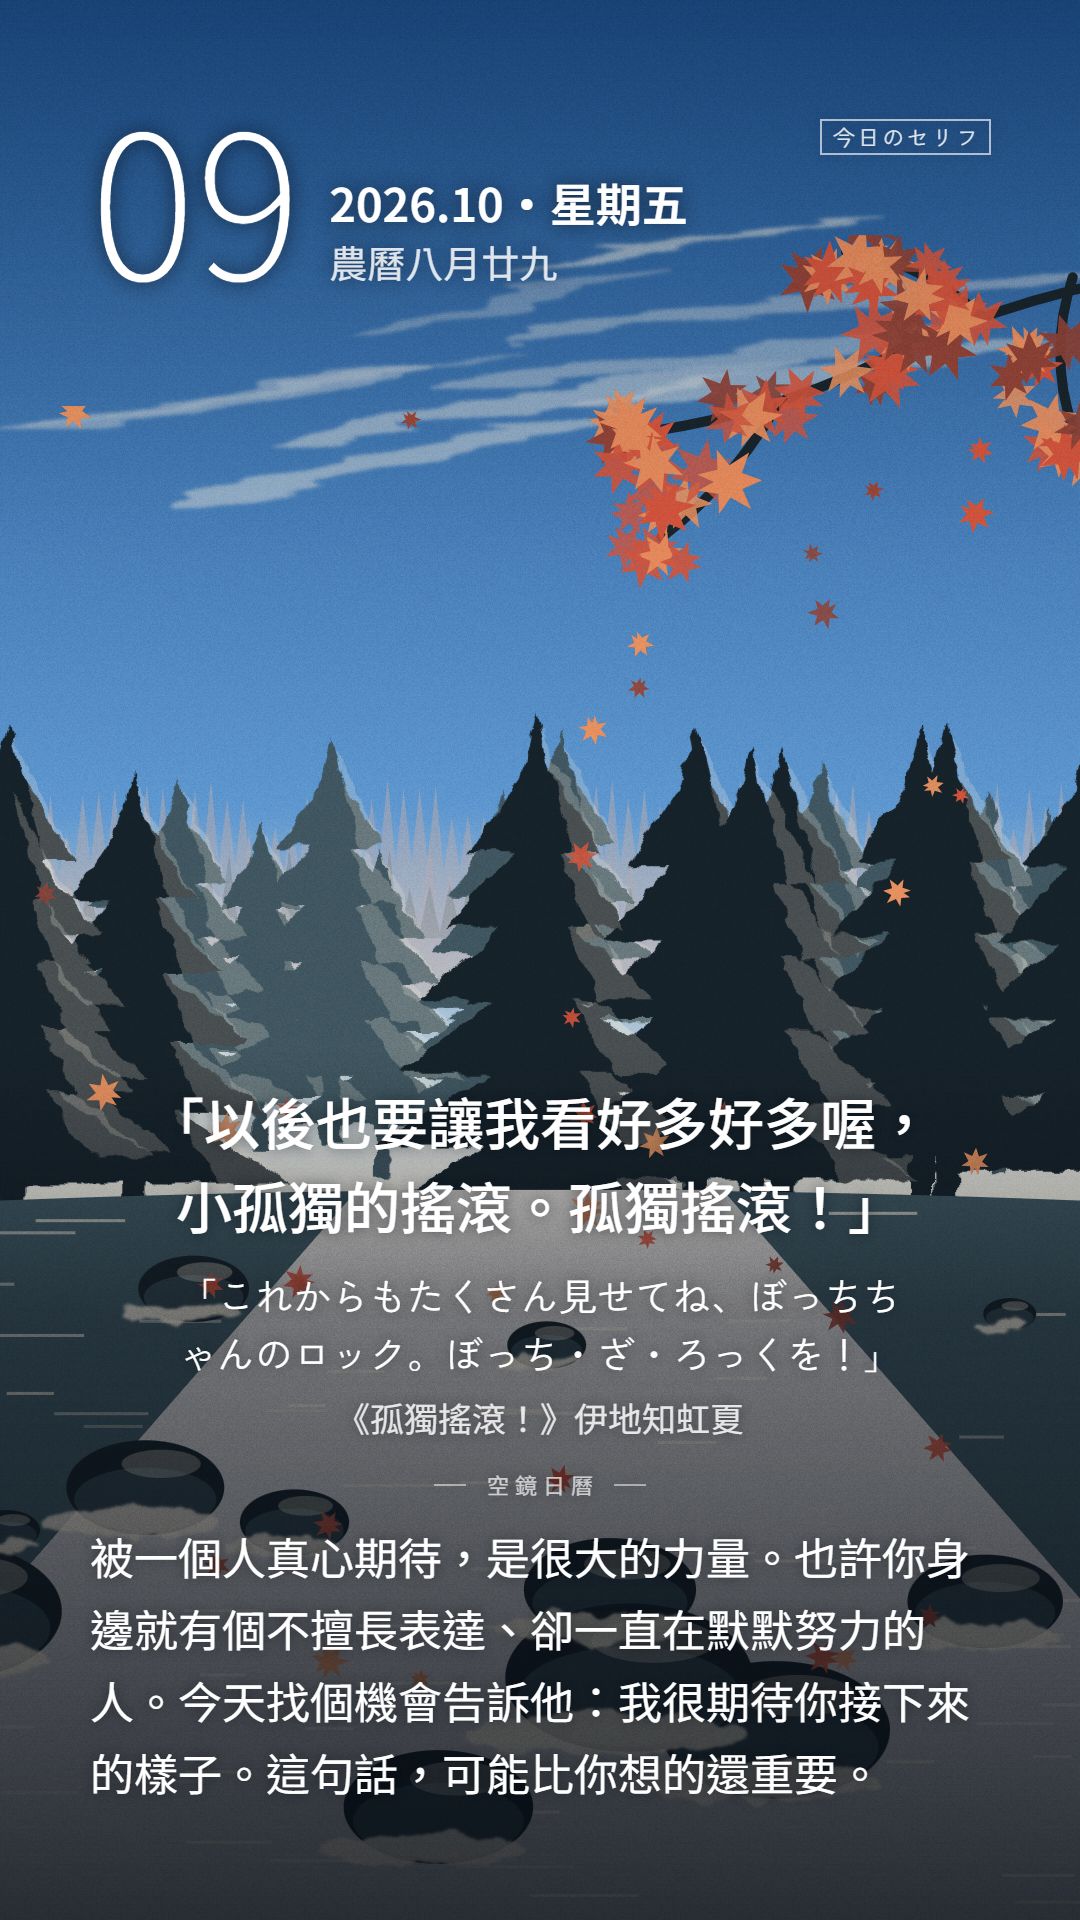 09
今日のセリフ
2026.10・星期五
農曆八月廿九
「以後也要讓我看好多好多喔，
小孤獨的搖滾。孤獨搖滾！」
「これからもたくさん見せてね、ぼっちち
ゃんのロック。ぼっち・ざ・ろっくを！」
《孤獨搖滾！》伊地知虹夏
空鏡日曆
被一個人真心期待，是很大的力量。也許你身
邊就有個不擅長表達、卻一直在默默努力的
人。今天找個機會告訴他：我很期待你接下來
的樣子。這句話，可能比你想的還重要。